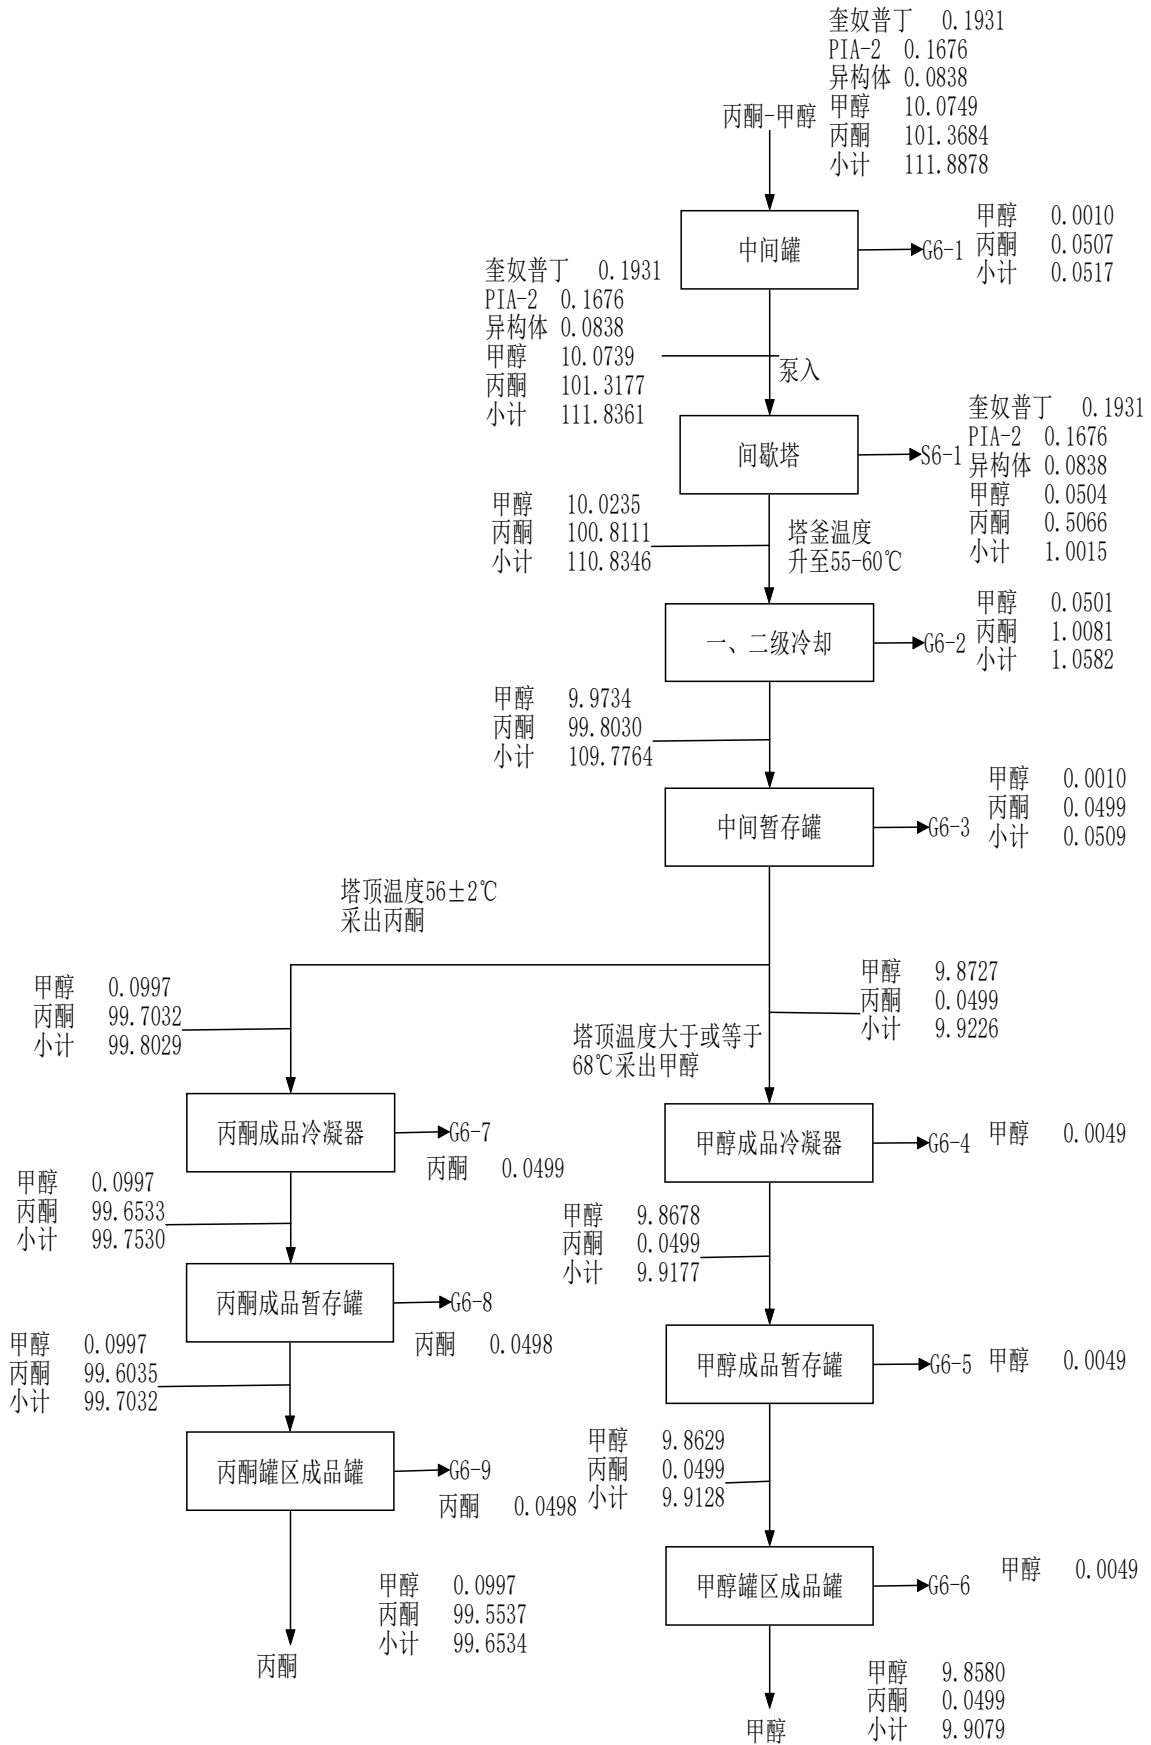 奎奴普丁 0.1931
PIA-2 0.1676
异构体 0.0838
甲醇 10.0749
丙酮 101.3684
小计 111.8878
丙酮-甲醇
中间罐
G6-1
甲醇 0.0010
丙酮 0.0507
小计 0.0517
奎奴普丁 0.1931
PIA-2 0.1676
异构体 0.0838
甲醇 10.0739
丙酮 101.3177
小计 111.8361
泵入
间歇塔
S6-1
奎奴普丁 0.1931
PIA-2 0.1676
异构体 0.0838
甲醇 0.0504
丙酮 0.5066
小计 1.0015
甲醇 10.0235
丙酮 100.8111
小计 110.8346
塔釜温度
升至55-60℃
一、二级冷却
G6-2
甲醇 0.0501
丙酮 1.0081
小计 1.0582
甲醇 9.9734
丙酮 99.8030
小计 109.7764
中间暂存罐
G6-3
甲醇 0.0010
丙酮 0.0499
小计 0.0509
塔顶温度56±2℃
采出丙酮
甲醇 0.0997
丙酮 99.7032
小计 99.8029
甲醇 9.8727
丙酮 0.0499
小计 9.9226
塔顶温度大于或等于
68℃采出甲醇
丙酮成品冷凝器
G6-7
丙酮 0.0499
甲醇成品冷凝器
G6-4
甲醇 0.0049
甲醇 0.0997
丙酮 99.6533
小计 99.7530
甲醇 9.8678
丙酮 0.0499
小计 9.9177
丙酮成品暂存罐
G6-8
丙酮 0.0498
甲醇成品暂存罐
G6-5
甲醇 0.0049
甲醇 0.0997
丙酮 99.6035
小计 99.7032
甲醇 9.8629
丙酮 0.0499
小计 9.9128
丙酮罐区成品罐
G6-9
丙酮 0.0498
甲醇罐区成品罐
G6-6
甲醇 0.0049
甲醇 0.0997
丙酮 99.5537
小计 99.6534
丙酮
甲醇 9.8580
丙酮 0.0499
小计 9.9079
甲醇